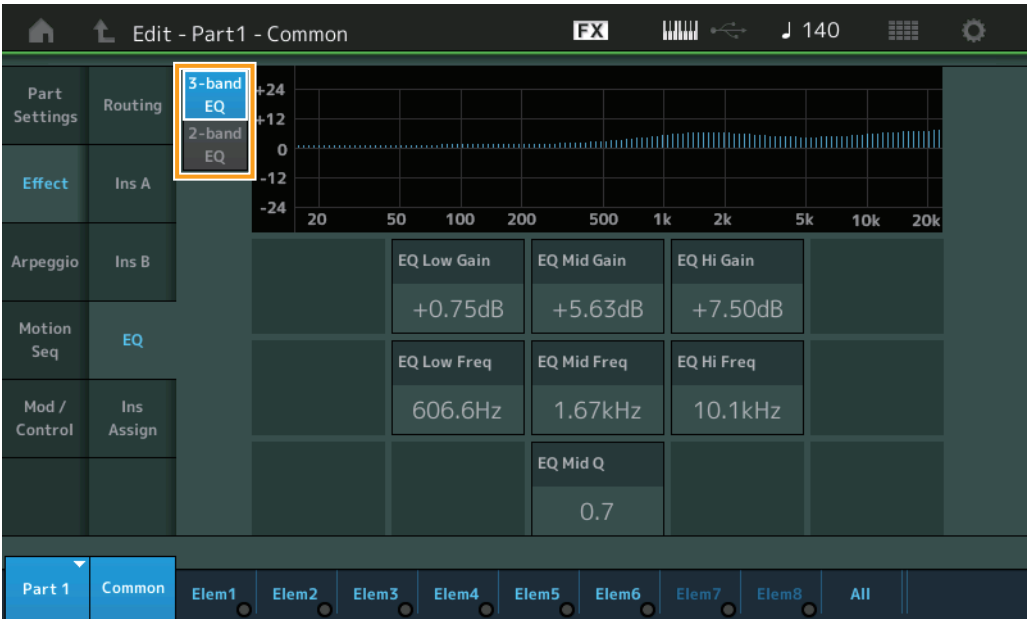 Edit - Part1 - Common
FX
140
Part
Settings
Effect
Arpeggio
Motion
Seq
Mod /
Control
Routing
Ins A
Ins B
EQ
Ins
Assign
3-band
EQ
2-band
EQ
+24
+12
0
-12
-24
20 50 100 200 500 1k 2k 5k 10k 20k
EQ Low Gain EQ Mid Gain EQ Hi Gain
+0.75dB +5.63dB +7.50dB
EQ Low Freq EQ Mid Freq EQ Hi Freq
606.6Hz 1.67kHz 10.1kHz
EQ Mid Q
0.7
Part 1 Common Elem1 Elem2 Elem3 Elem4 Elem5 Elem6 Elem7 Elem8 All